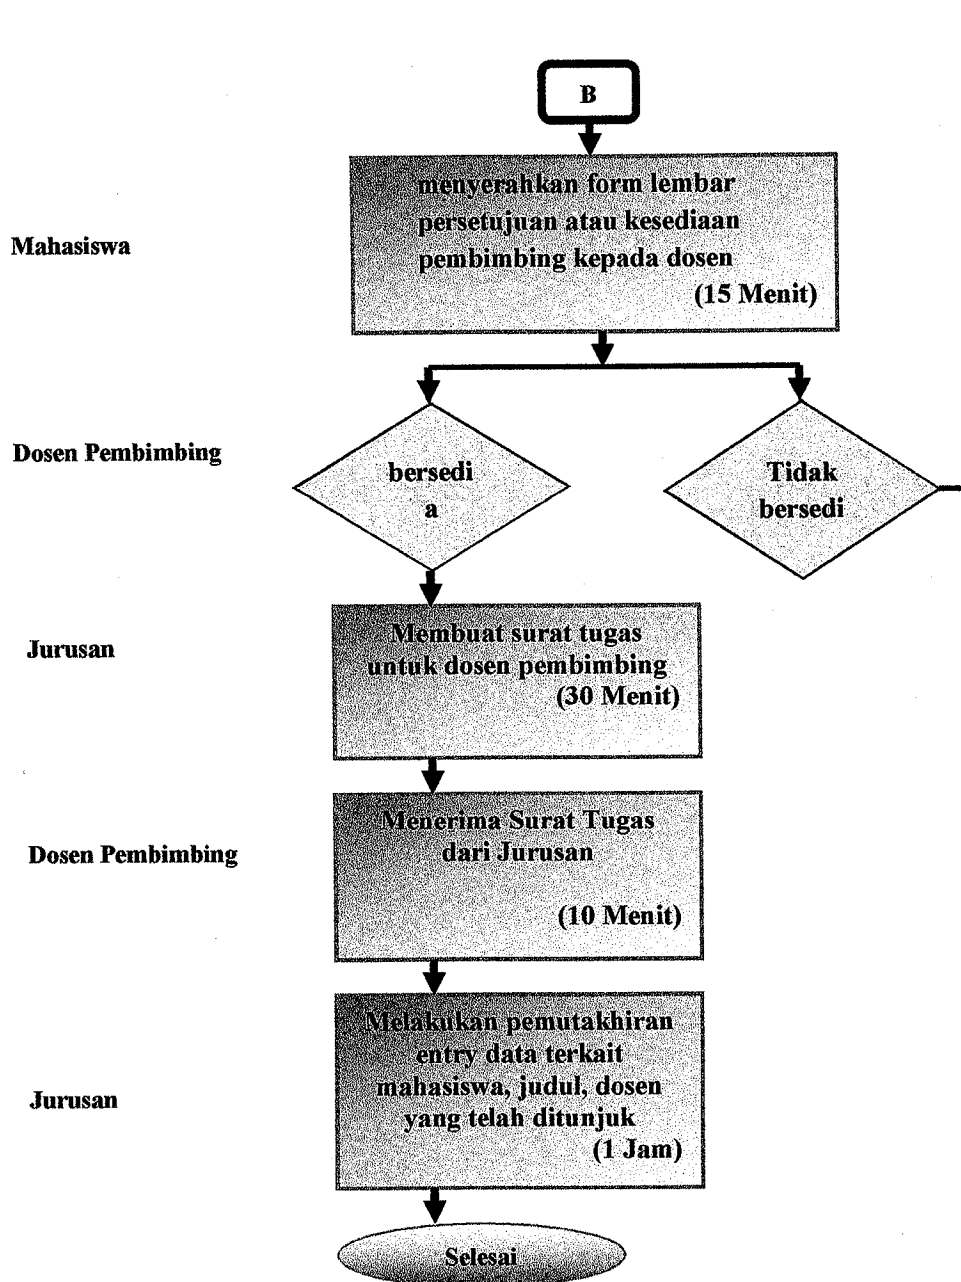 B
Mahasiswa
menyerahkan form lembar
persetujuan atau kesediaan
pembimbing kepada dosen
(15 Menit)
Dosen Pembimbing
bersedi
a
Tidak
bersedi
Jurusan
Membuat surat tugas
untuk dosen pembimbing
(30 Menit)
Dosen Pembimbing
Menerima Surat Tugas
dari Jurusan
(10 Menit)
Jurusan
Melakukan pemutakhiran
entry data terkait
mahasiswa, judul, dosen
yang telah ditunjuk
(1 Jam)
Selesai